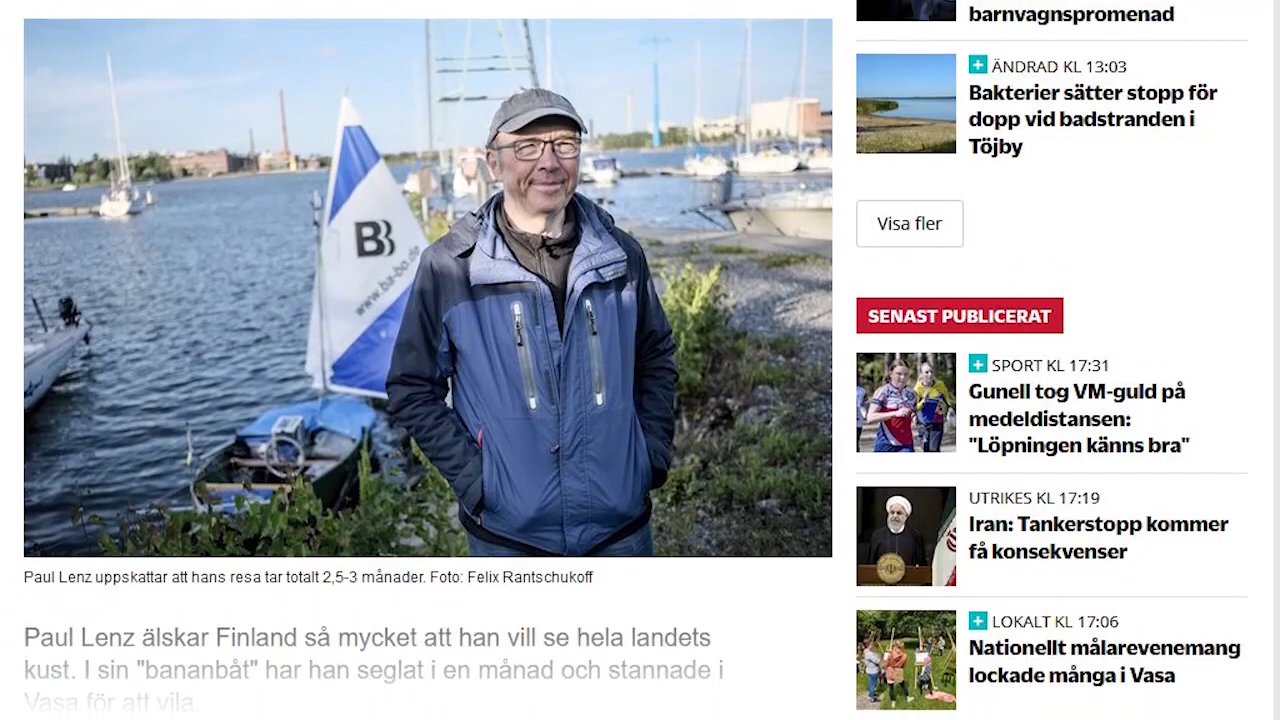 B
www.ba-bo.de
Paul Lenz uppskattar att hans resa tar totalt 2,5-3 månader. Foto: Felix Rantschukoff
Paul Lenz älskar Finland så mycket att han vill se hela landets
kust. I sin "bananbåt" har han seglat i en månad och stannade i
Vasa för att vila.
barnvagnspromenad
+ ÄNDRAD KL 13:03
Bakterier sätter stopp för
dopp vid badstranden i
Töjby
Visa fler
SENAST PUBLICERAT
+ SPORT KL 17:31
Gunell tog VM-guld på
medeldistansen:
"Löpningen känns bra"
UTRIKES KL 17:19
Iran: Tankerstopp kommer
få konsekvenser
+ LOKALT KL 17:06
Nationellt målarevenemang
lockade många i Vasa